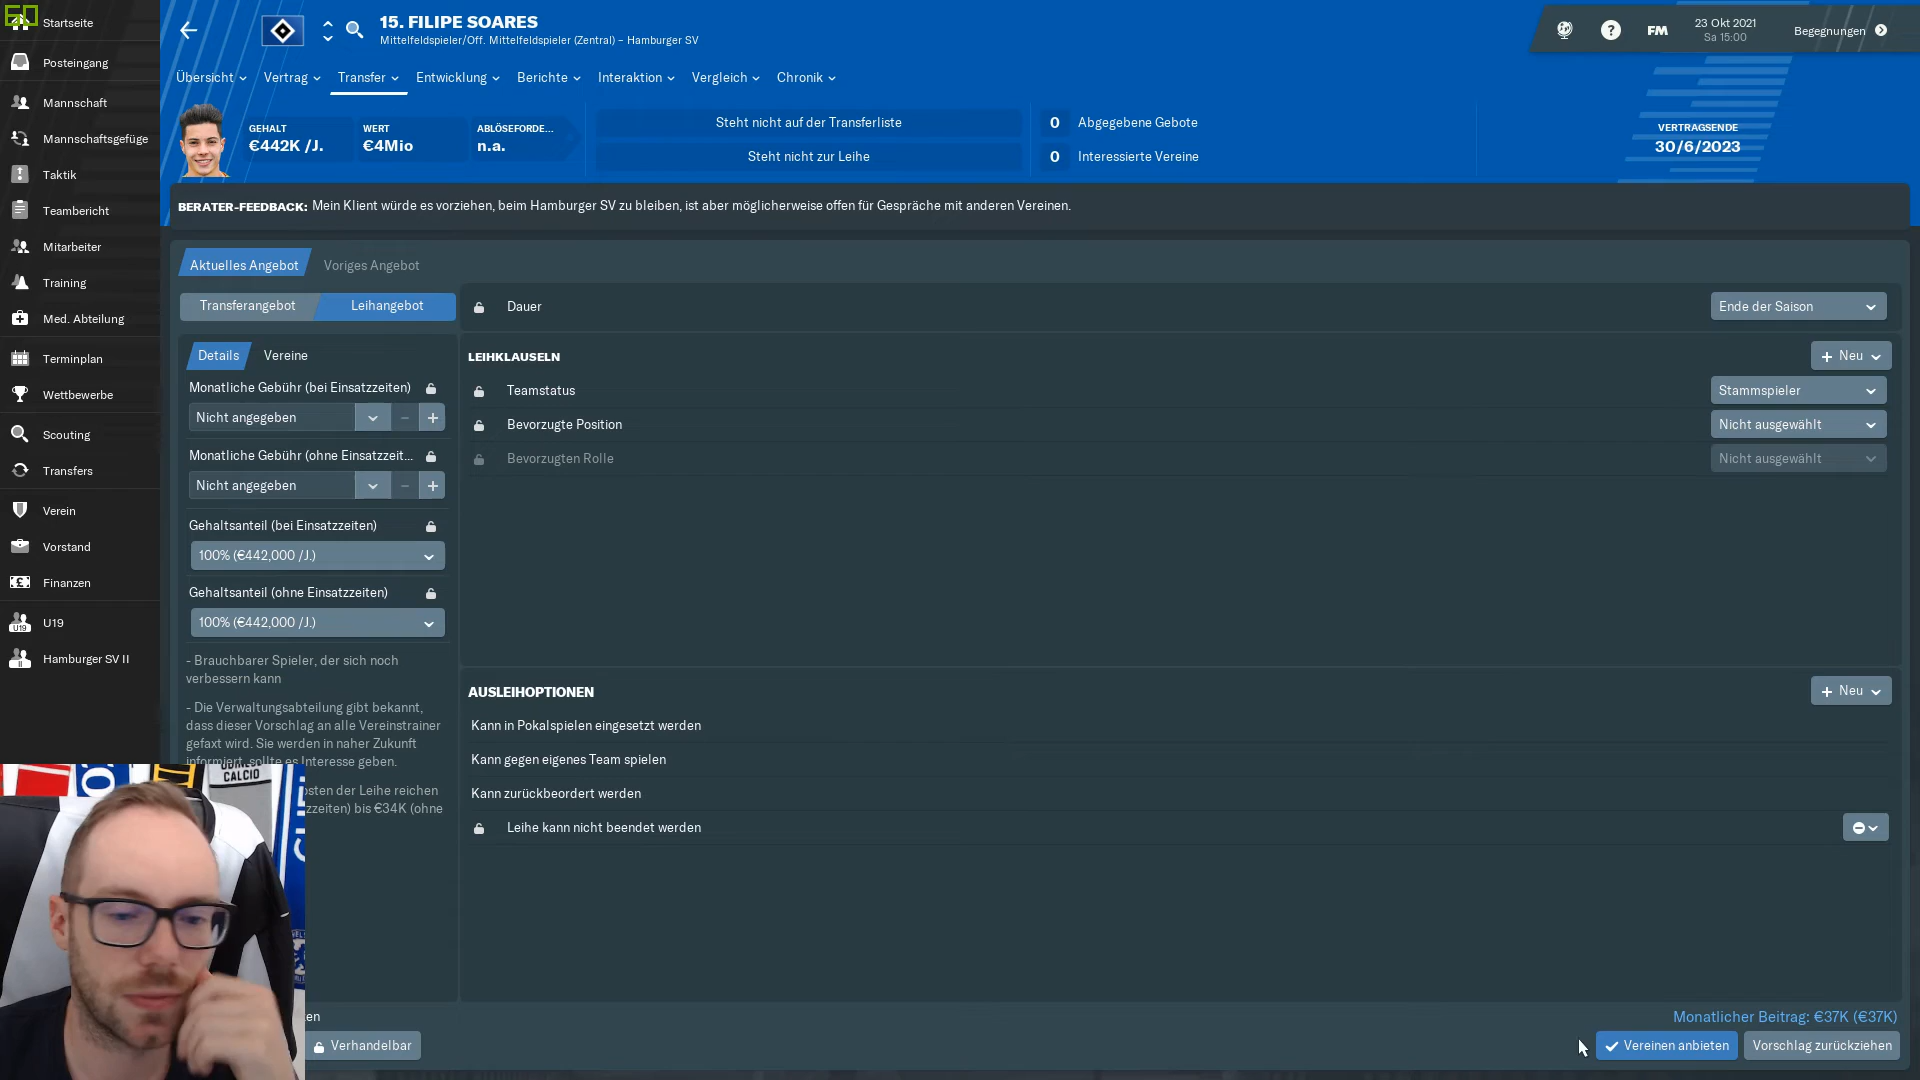 60
Startseite
Posteingang
Mannschaft
Mannschaftsgefüge
Taktik
Teambericht
Mitarbeiter
Training
Med. Abteilung
Terminplan
Wettbewerbe
Scouting
Transfers
Verein
Vorstand
Finanzen
U19
U19
II
Hamburger SV II
15. FILIPE SOARES
Mittelfeldspieler/Off. Mittelfeldspieler (Zentral) – Hamburger SV
?
FM
23 Okt 2021
Sa 15:00
Begegnungen
Übersicht
Vertrag
Transfer
Entwicklung
Berichte
Interaktion
Vergleich
Chronik
GEHALT
€442K /J.
WERT
€4Mio
ABLÖSEFORDE...
n.a.
Steht nicht auf der Transferliste
Steht nicht zur Leihe
0 Abgegebene Gebote
0 Interessierte Vereine
VERTRAGSENDE
30/6/2023
BERATER-FEEDBACK: Mein Klient würde es vorziehen, beim Hamburger SV zu bleiben, ist aber möglicherweise offen für Gespräche mit anderen Vereinen.
Aktuelles Angebot
Voriges Angebot
Transferangebot
Leihangebot
Details
Vereine
Monatliche Gebühr (bei Einsatzzeiten)
Nicht angegeben
Monatliche Gebühr (ohne Einsatzzeit...
Nicht angegeben
Gehaltsanteil (bei Einsatzzeiten)
100% (€442,000 /J.)
Gehaltsanteil (ohne Einsatzzeiten)
100% (€442,000 /J.)
- Brauchbarer Spieler, der sich noch
verbessern kann
- Die Verwaltungsabteilung gibt bekannt,
dass dieser Vorschlag an alle Vereinstrainer
gefaxt wird. Sie werden in naher Zukunft
informiert, sollte es Interesse geben.
osten der Leihe reichen
zzeiten) bis €34K (ohne
Dauer
Ende der Saison
LEIHKLAUSELN
Neu
Teamstatus
Stammspieler
Bevorzugte Position
Nicht ausgewählt
Bevorzugten Rolle
Nicht ausgewählt
AUSLEIHOPTIONEN
Neu
Kann in Pokalspielen eingesetzt werden
Kann gegen eigenes Team spielen
Kann zurückbeordert werden
Leihe kann nicht beendet werden
CALCIO
en
Verhandelbar
Monatlicher Beitrag: €37K (€37K)
Vereinen anbieten
Vorschlag zurückziehen